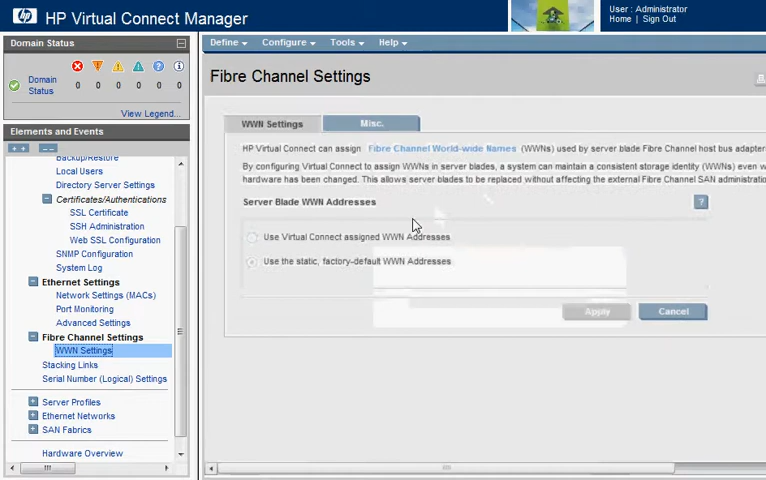 HP Virtual Connect Manager
User : Administrator
Home | Sign Out
Domain Status
Domain Status
0 0 0 0 0 0
View Legend...
Elements and Events
Backup/Restore
Local Users
Directory Server Settings
Certificates/Authentications
SSL Certificate
SSH Administration
Web SSL Configuration
SNMP Configuration
System Log
Ethernet Settings
Network Settings (MACs)
Port Monitoring
Advanced Settings
Fibre Channel Settings
WWN Settings
Stacking Links
Serial Number (Logical) Settings
Server Profiles
Ethernet Networks
SAN Fabrics
Hardware Overview
Define Configure Tools Help
Fibre Channel Settings
WWN Settings Misc.
HP Virtual Connect can assign Fibre Channel World-wide Names (WWNs) used by server blade Fibre Channel host bus adapter
By configuring Virtual Connect to assign WWNs in server blades, a system can maintain a consistent storage identity (WWNs) even
hardware has been changed. This allows server blades to be replaced without affecting the external Fibre Channel SAN administratio
Server Blade WWN Addresses
?
Use Virtual Connect assigned WWN Addresses
Use the static, factory-default WWN Addresses
Apply Cancel